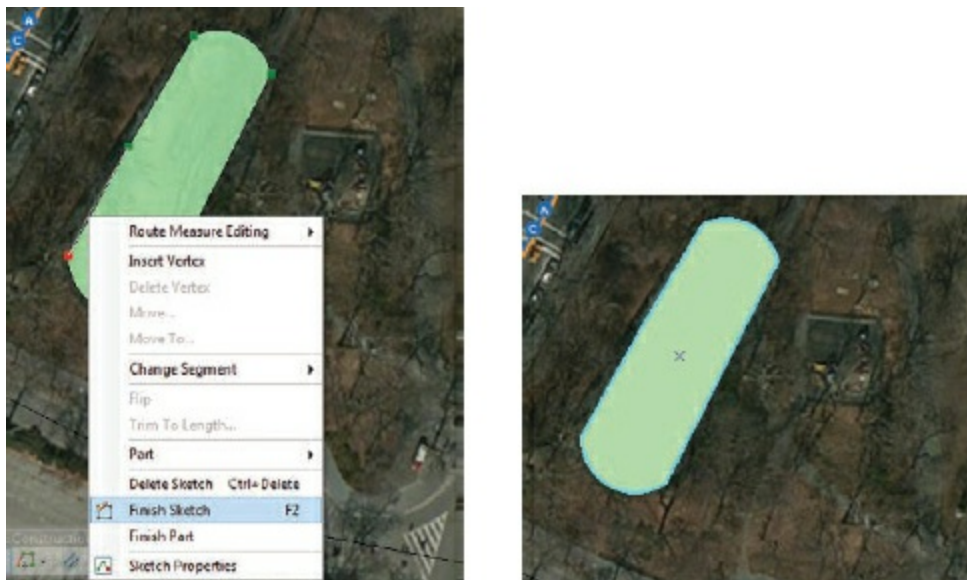 A
C
Route Measure Editing
Insert Vertex
Delete Vertex
Move...
Move To...
Change Segment
Flip
Trim To Length...
Part
Delete Sketch Ctrl+Delete
Finish Sketch F2
Finish Part
Sketch Properties
A
C